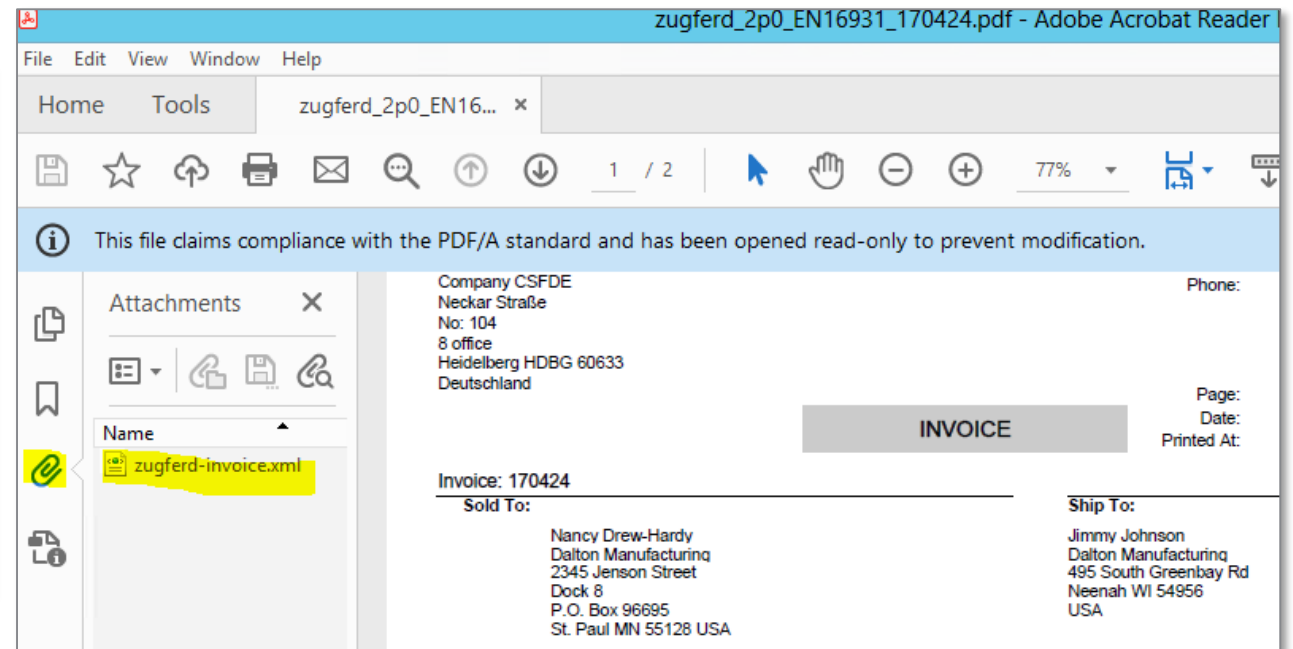 zugferd_2p0_EN16931_170424.pdf - Adobe Acrobat Reader
File Edit View Window Help
Home Tools zugferd_2p0_EN16... ×
1 / 2 77%
This file claims compliance with the PDF/A standard and has been opened read-only to prevent modification.
Attachments
Name
zugferd-invoice.xml
Company CSFDE
Neckar Straße
No: 104
8 office
Heidelberg HDBG 60633
Deutschland
Phone:
Page:
Date:
Printed At:
INVOICE
Invoice: 170424
Sold To:
Nancy Drew-Hardy
Dalton Manufacturing
2345 Jenson Street
Dock 8
P.O. Box 96695
St. Paul MN 55128 USA
Ship To:
Jimmy Johnson
Dalton Manufacturing
495 South Greenbay Rd
Neenah WI 54956
USA